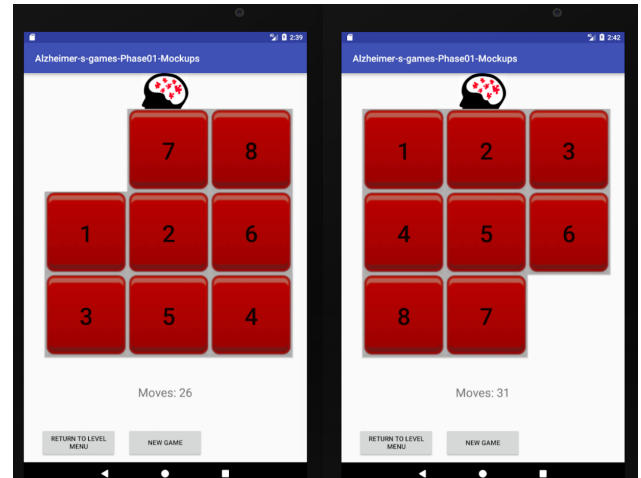 2:39
Alzheimer-s-games-Phase01-Mockups
7 8
1 2 6
3 5 4
Moves: 26
RETURN TO LEVEL
MENU
NEW GAME
2:42
Alzheimer-s-games-Phase01-Mockups
1 2 3
4 5 6
8 7
Moves: 31
RETURN TO LEVEL
MENU
NEW GAME